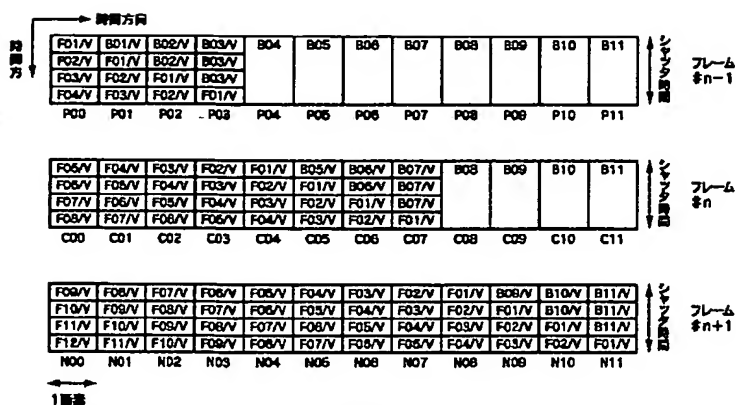 時間方向
時間方
F01/V B01/V B02/V B03/V B04 B05 B06 B07 B08 B09 B10 B11
F02/V F01/V B02/V B03/V
F03/V F02/V F01/V B03/V
F04/V F03/V F02/V F01/V
P00 P01 P02 P03 P04 P05 P06 P07 P08 P09 P10 P11
シャッタ時間
フレーム
#n-1
F05/V F04/V F03/V F02/V F01/V B05/V B06/V B07/V B08 B09 B10 B11
F06/V F05/V F04/V F03/V F02/V F01/V B06/V B07/V
F07/V F06/V F05/V F04/V F03/V F02/V F01/V B07/V
F08/V F07/V F06/V F05/V F04/V F03/V F02/V F01/V
C00 C01 C02 C03 C04 C05 C06 C07 C08 C09 C10 C11
シャッタ時間
フレーム
#n
F09/V F08/V F07/V F06/V F05/V F04/V F03/V F02/V F01/V B09/V B10/V B11/V
F10/V F09/V F08/V F07/V F06/V F05/V F04/V F03/V F02/V F01/V B10/V B11/V
F11/V F10/V F09/V F08/V F07/V F06/V F05/V F04/V F03/V F02/V F01/V B11/V
F12/V F11/V F10/V F09/V F08/V F07/V F06/V F05/V F04/V F03/V F02/V F01/V
N00 N01 N02 N03 N04 N05 N06 N07 N08 N09 N10 N11
シャッタ時間
フレーム
#n+1
1画素